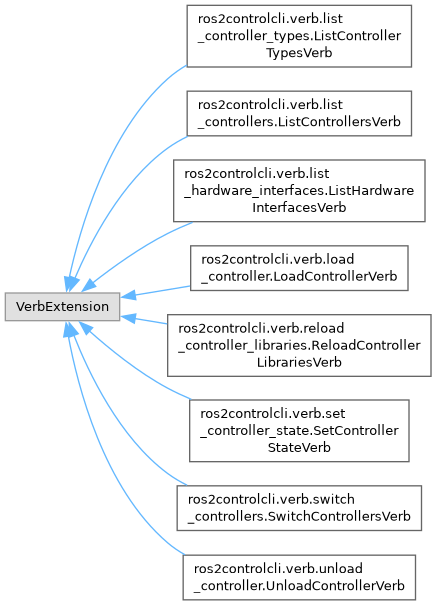 ros2controlcli.verb.list
_controller_types.ListController
TypesVerb
ros2controlcli.verb.list
_controllers.ListControllersVerb
ros2controlcli.verb.list
_hardware_interfaces.ListHardware
InterfacesVerb
ros2controlcli.verb.load
_controller.LoadControllerVerb
VerbExtension
ros2controlcli.verb.reload
_controller_libraries.ReloadController
LibrariesVerb
ros2controlcli.verb.set
_controller_state.SetController
StateVerb
ros2controlcli.verb.switch
_controllers.SwitchControllersVerb
ros2controlcli.verb.unload
_controller.UnloadControllerVerb